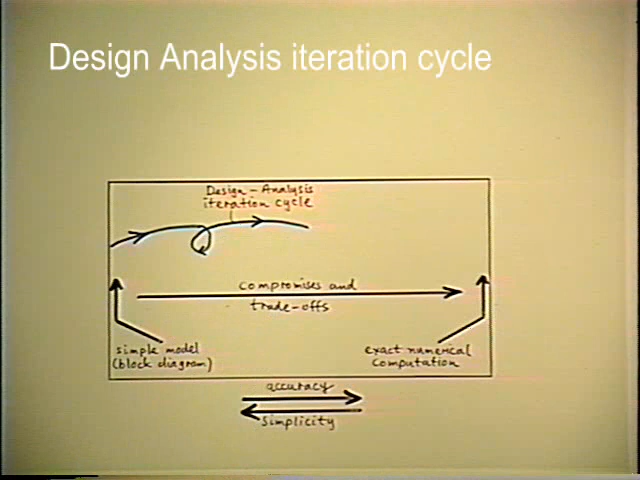 Design Analysis iteration cycle
Design - Analysis
iteration cycle
compromises and
trade-offs
simple model
(block diagram)
exact numerical
computation
accuracy
simplicity